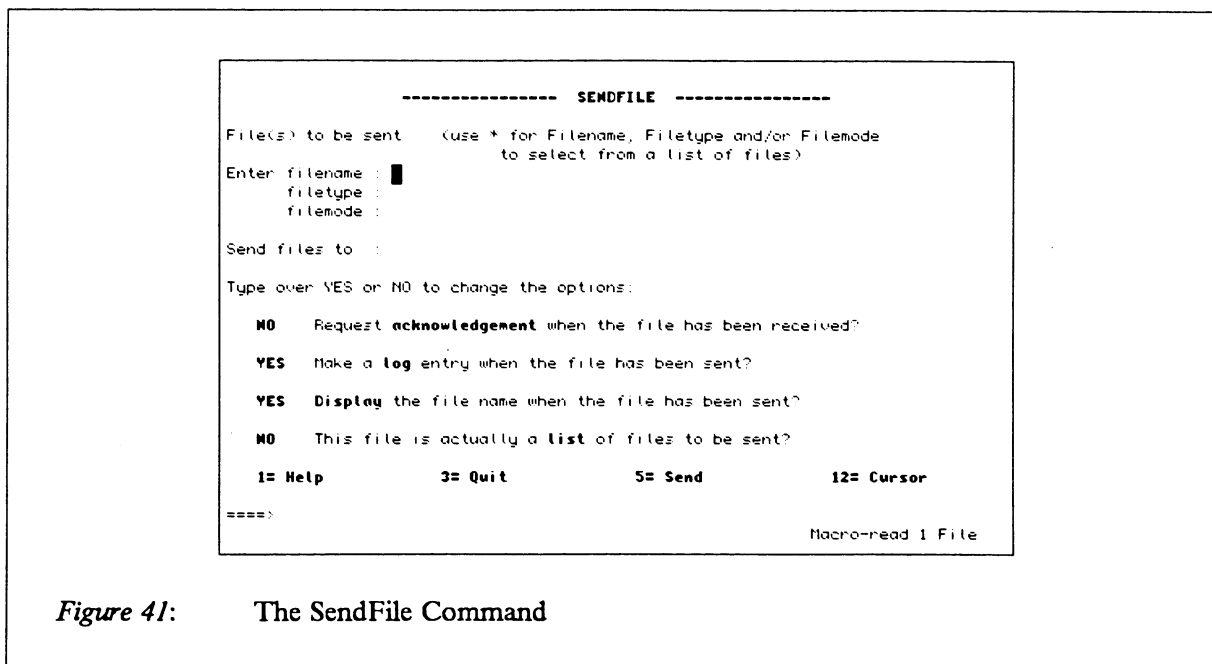 ---------------- SENDFILE ----------------
File(s) to be sent (use * for Filename, Filetype and/or Filemode
to select from a list of files)
Enter filename :
filetype :
filemode :
Send files to :
Type over YES or NO to change the options:
NO Request acknowledgement when the file has been received?
YES Make a log entry when the file has been sent?
YES Display the file name when the file has been sent?
NO This file is actually a list of files to be sent?
1= Help 3= Quit 5= Send 12= Cursor
====>
Macro-read 1 File
Figure 41: The SendFile Command